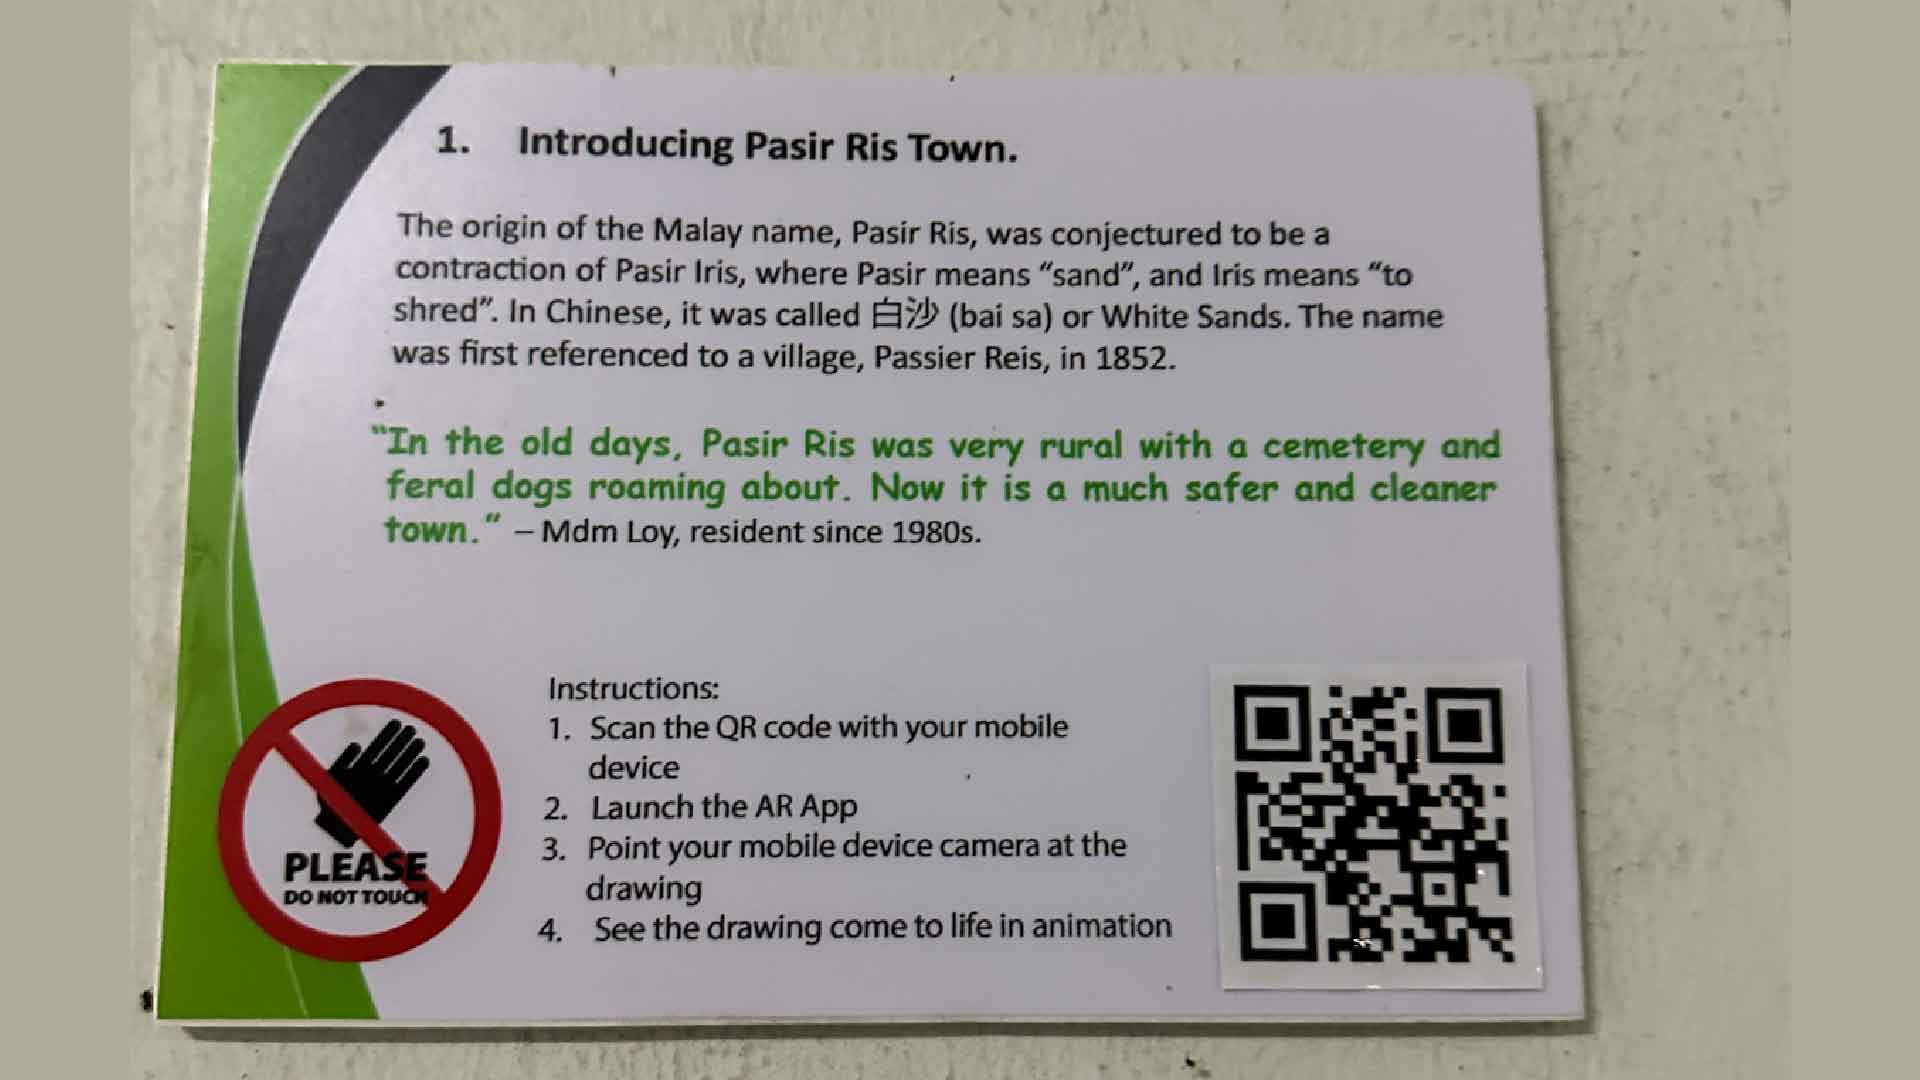 1. Introducing Pasir Ris Town.
The origin of the Malay name, Pasir Ris, was conjectured to be a
contraction of Pasir Iris, where Pasir means “sand”, and Iris means “to
shred”. In Chinese, it was called 白沙 (bai sa) or White Sands. The name
was first referenced to a village, Passier Reis, in 1852.
“In the old days, Pasir Ris was very rural with a cemetery and
feral dogs roaming about. Now it is a much safer and cleaner
town.” – Mdm Loy, resident since 1980s.
PLEASE
DO NOT TOUCH
Instructions:
1. Scan the QR code with your mobile
device
2. Launch the AR App
3. Point your mobile device camera at the
drawing
4. See the drawing come to life in animation